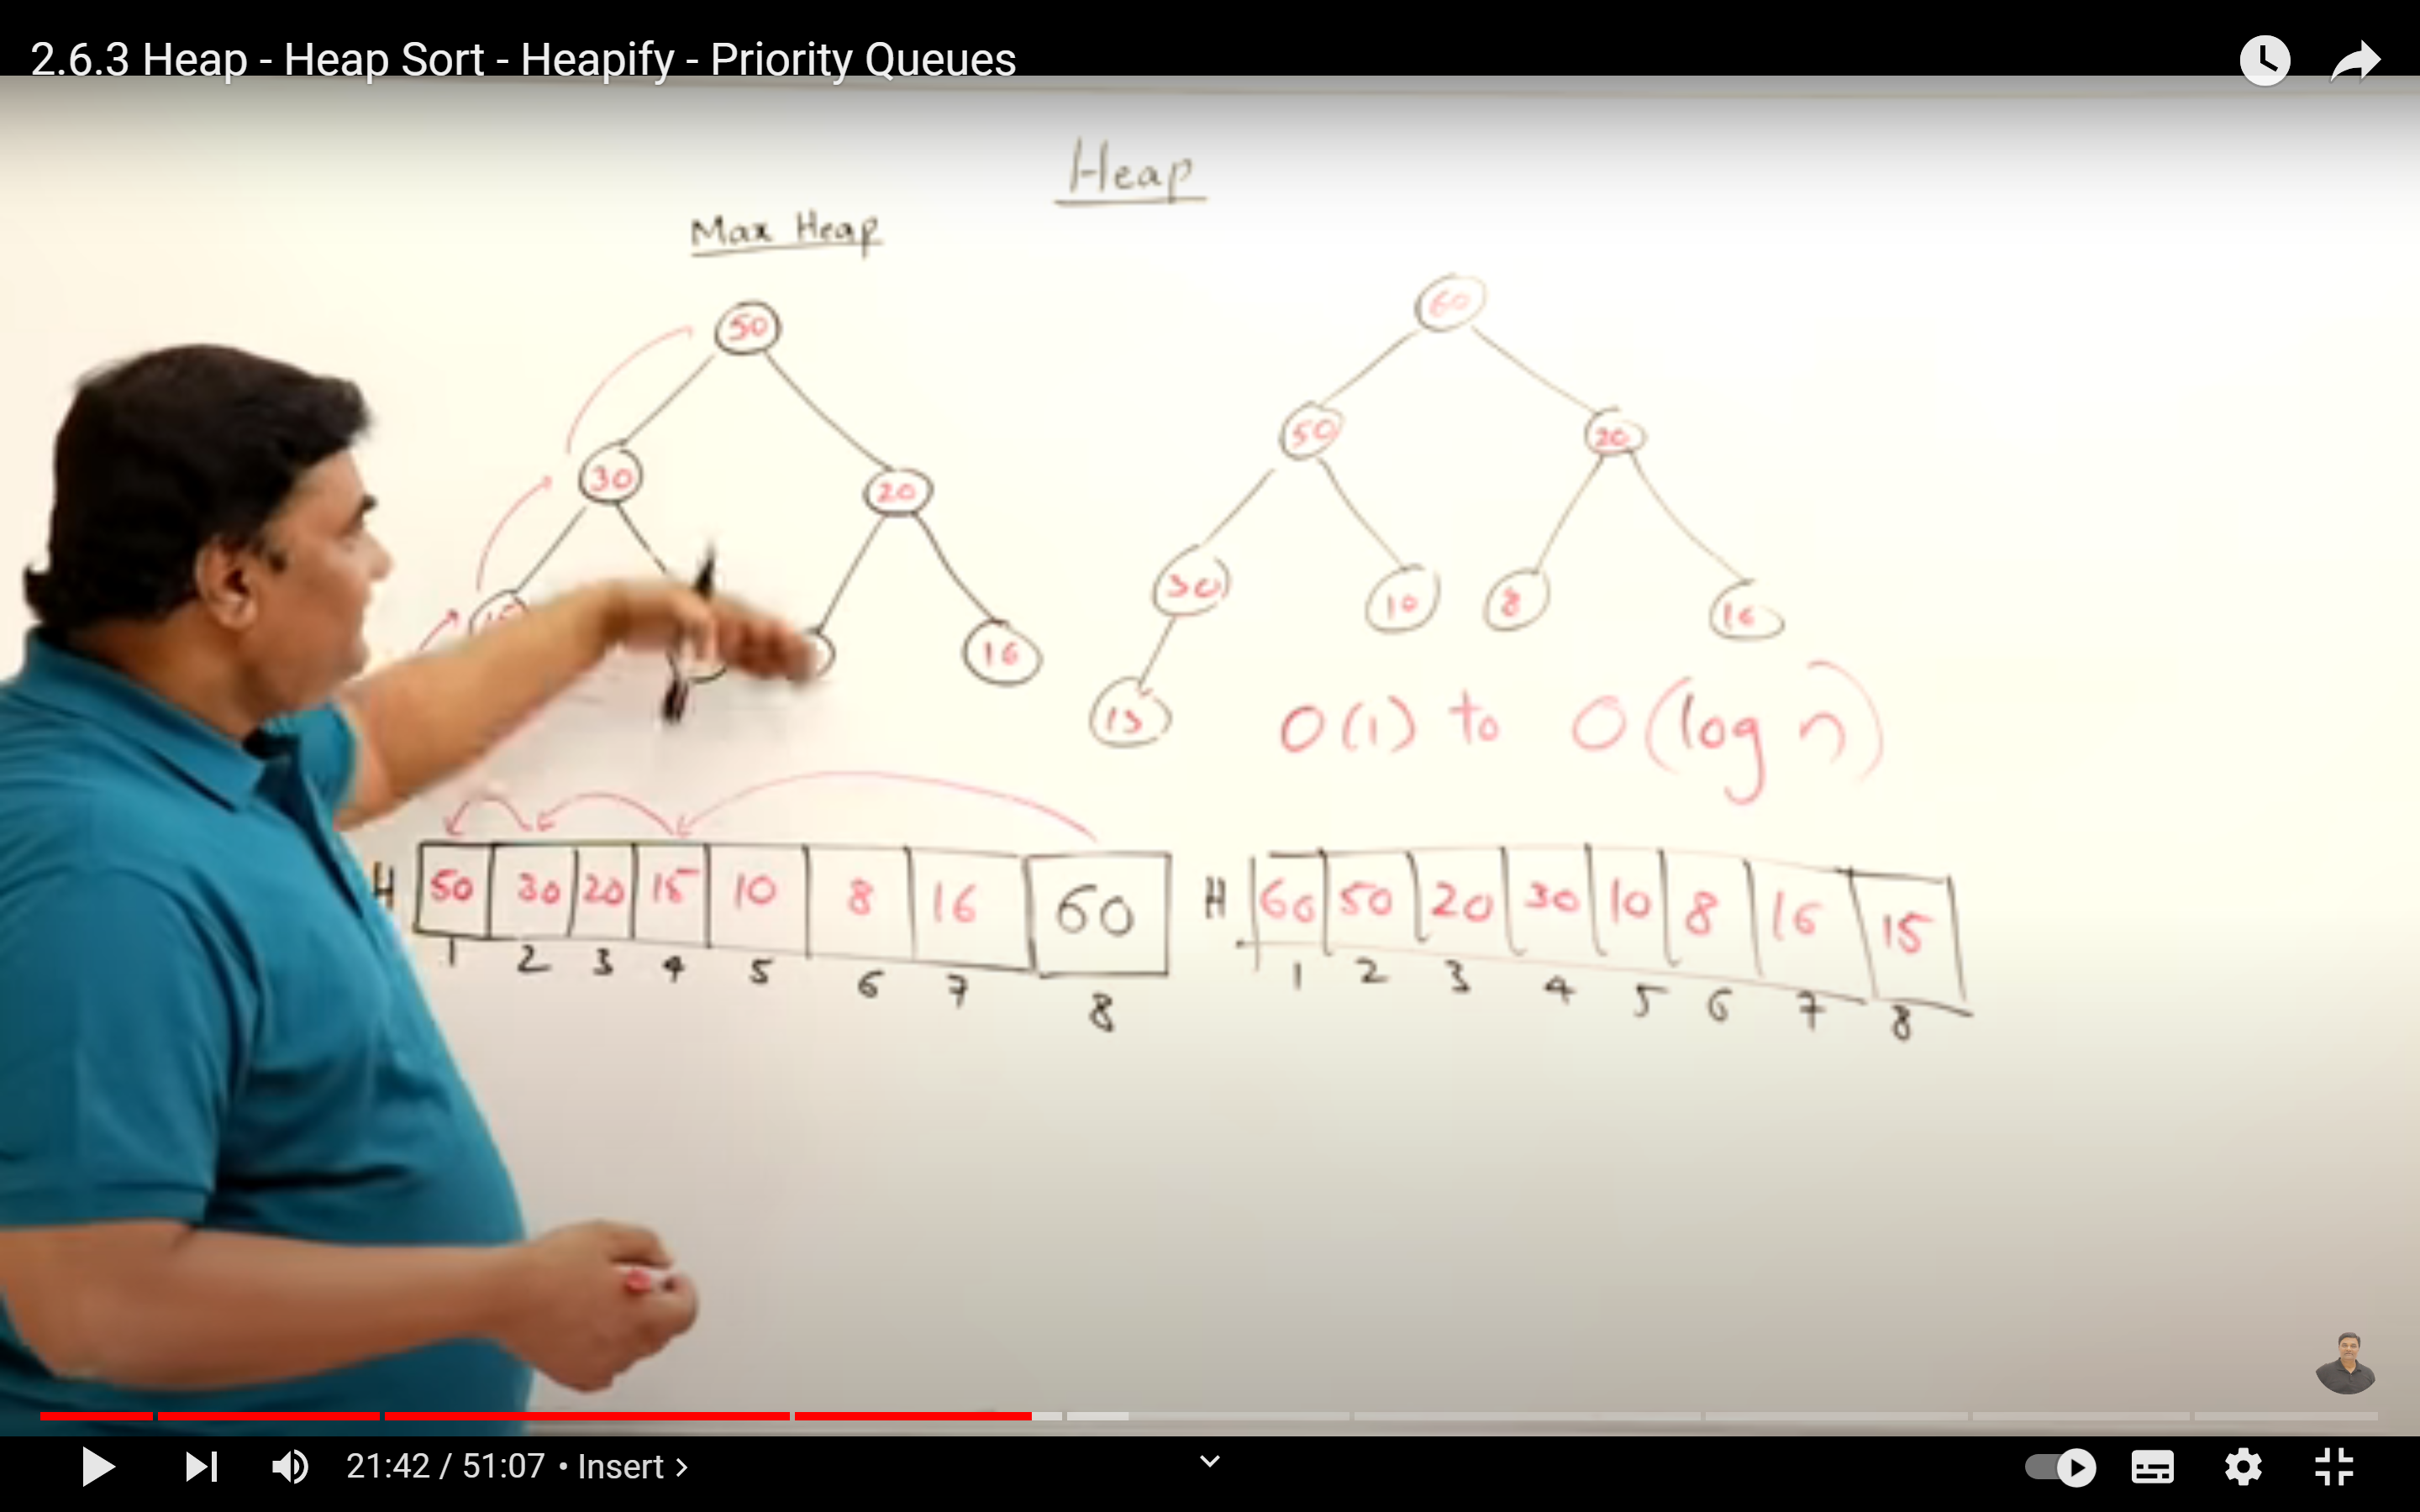 2.6.3 Heap - Heap Sort - Heapify - Priority Queues
Heap
Max Heap
50
30
20
15
16
60
50
20
30
10
8
16
15
O(1) to O(log n)
H 50 30 20 15 10 8 16 60
1 2 3 4 5 6 7 8
H 60 50 20 30 10 8 16 15
1 2 3 4 5 6 7 8
21:42 / 51:07 • Insert ›